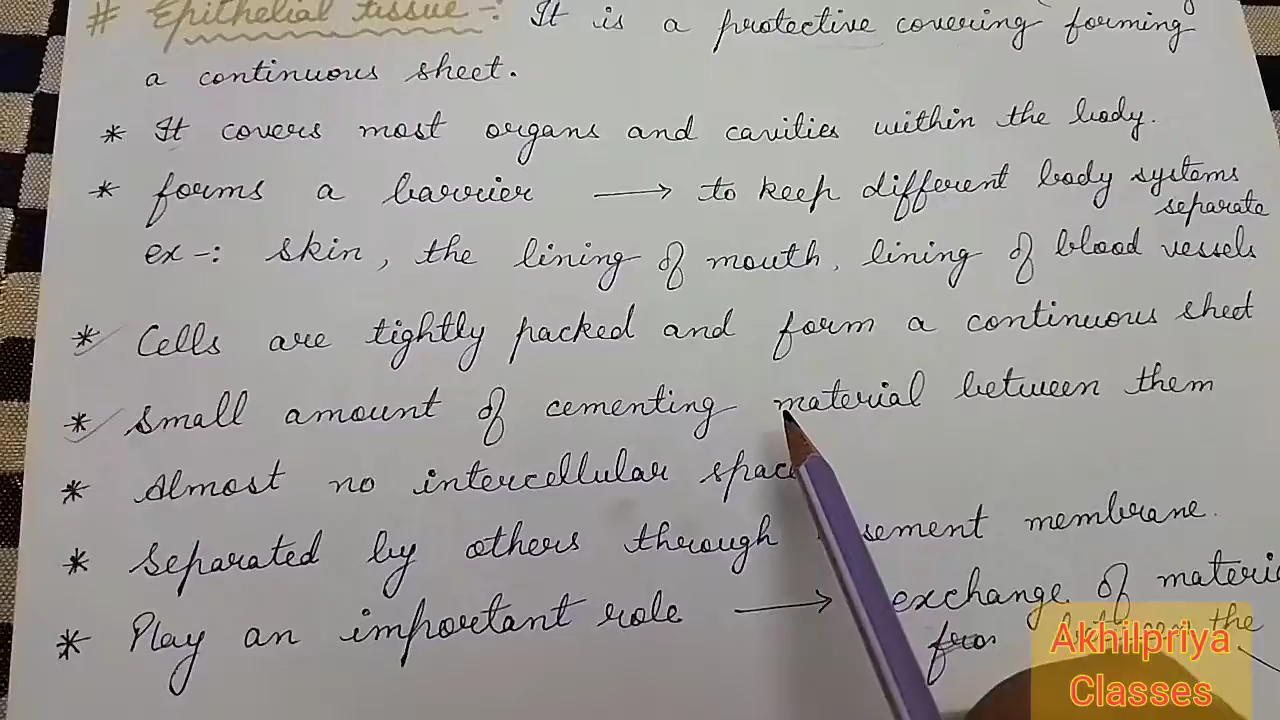 # Epithelial tissue -: It is a protective covering forming
a continuous sheet.
* It covers most organs and cavities within the body.
* forms a barrier → to keep different body systems
separate
ex -: skin, the lining of mouth, lining of blood vessels
* Cells are tightly packed and form a continuous sheet
* Small amount of cementing material between them
* Almost no intercellular
* Separated by others through membrane.
* Play an important role → exchange of
the
Akhilpriya
Classes